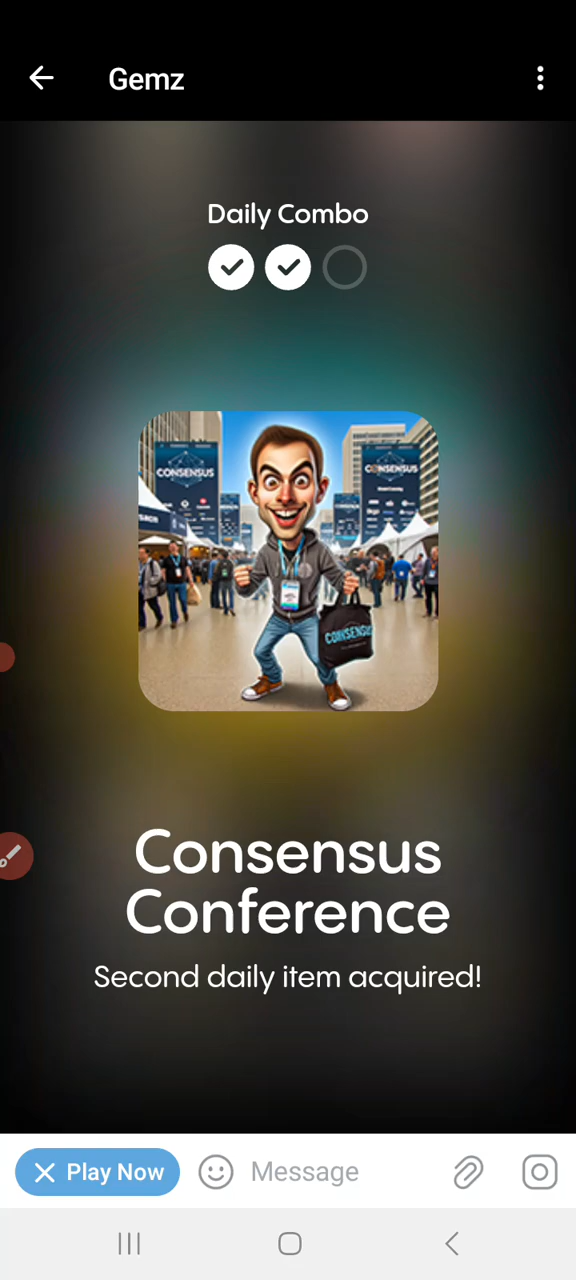 Gemz
Daily Combo
CONSENSUS
CONSENSUS
CONSENSUS
Consensus
Conference
Second daily item acquired!
Play Now
Message